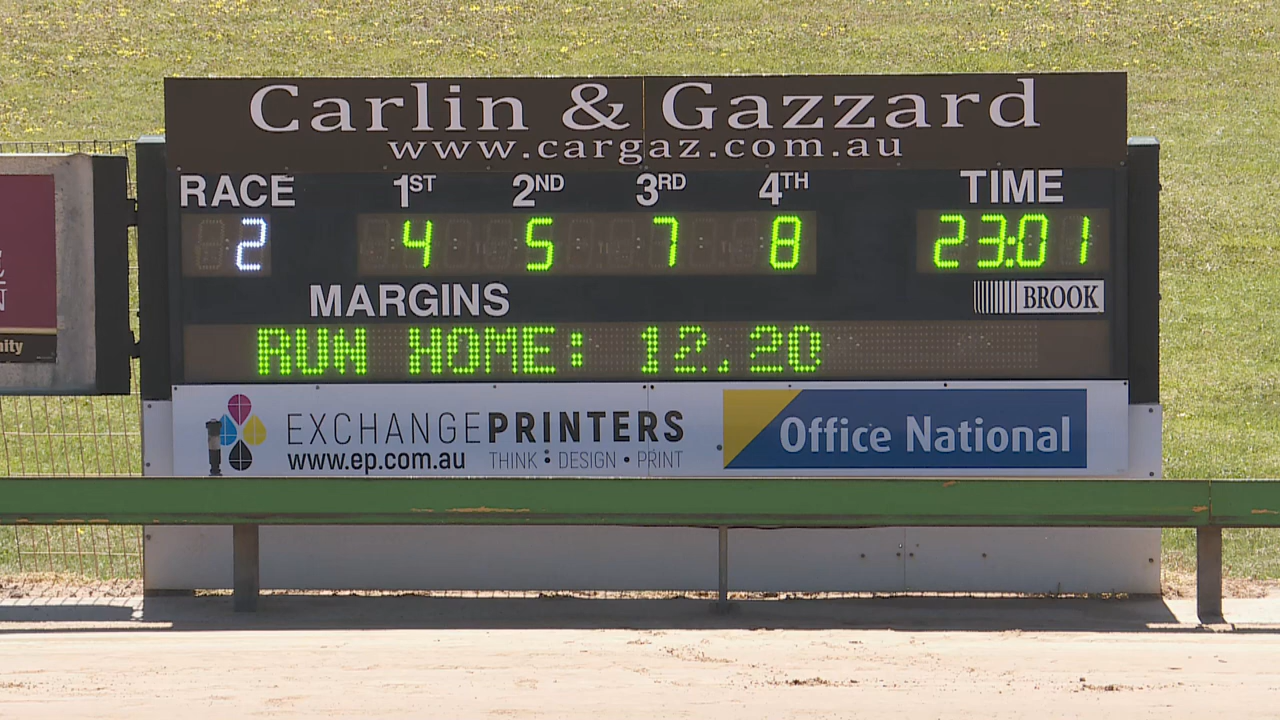 Carlin & Gazzard
www.cargaz.com.au
RACE 1ST 2ND 3RD 4TH TIME
2 4 5 7 8 23:01
MARGINS
BROOK
RUN HOME: 12.20
EXCHANGEPRINTERS
www.ep.com.au THINK • DESIGN • PRINT
Office National